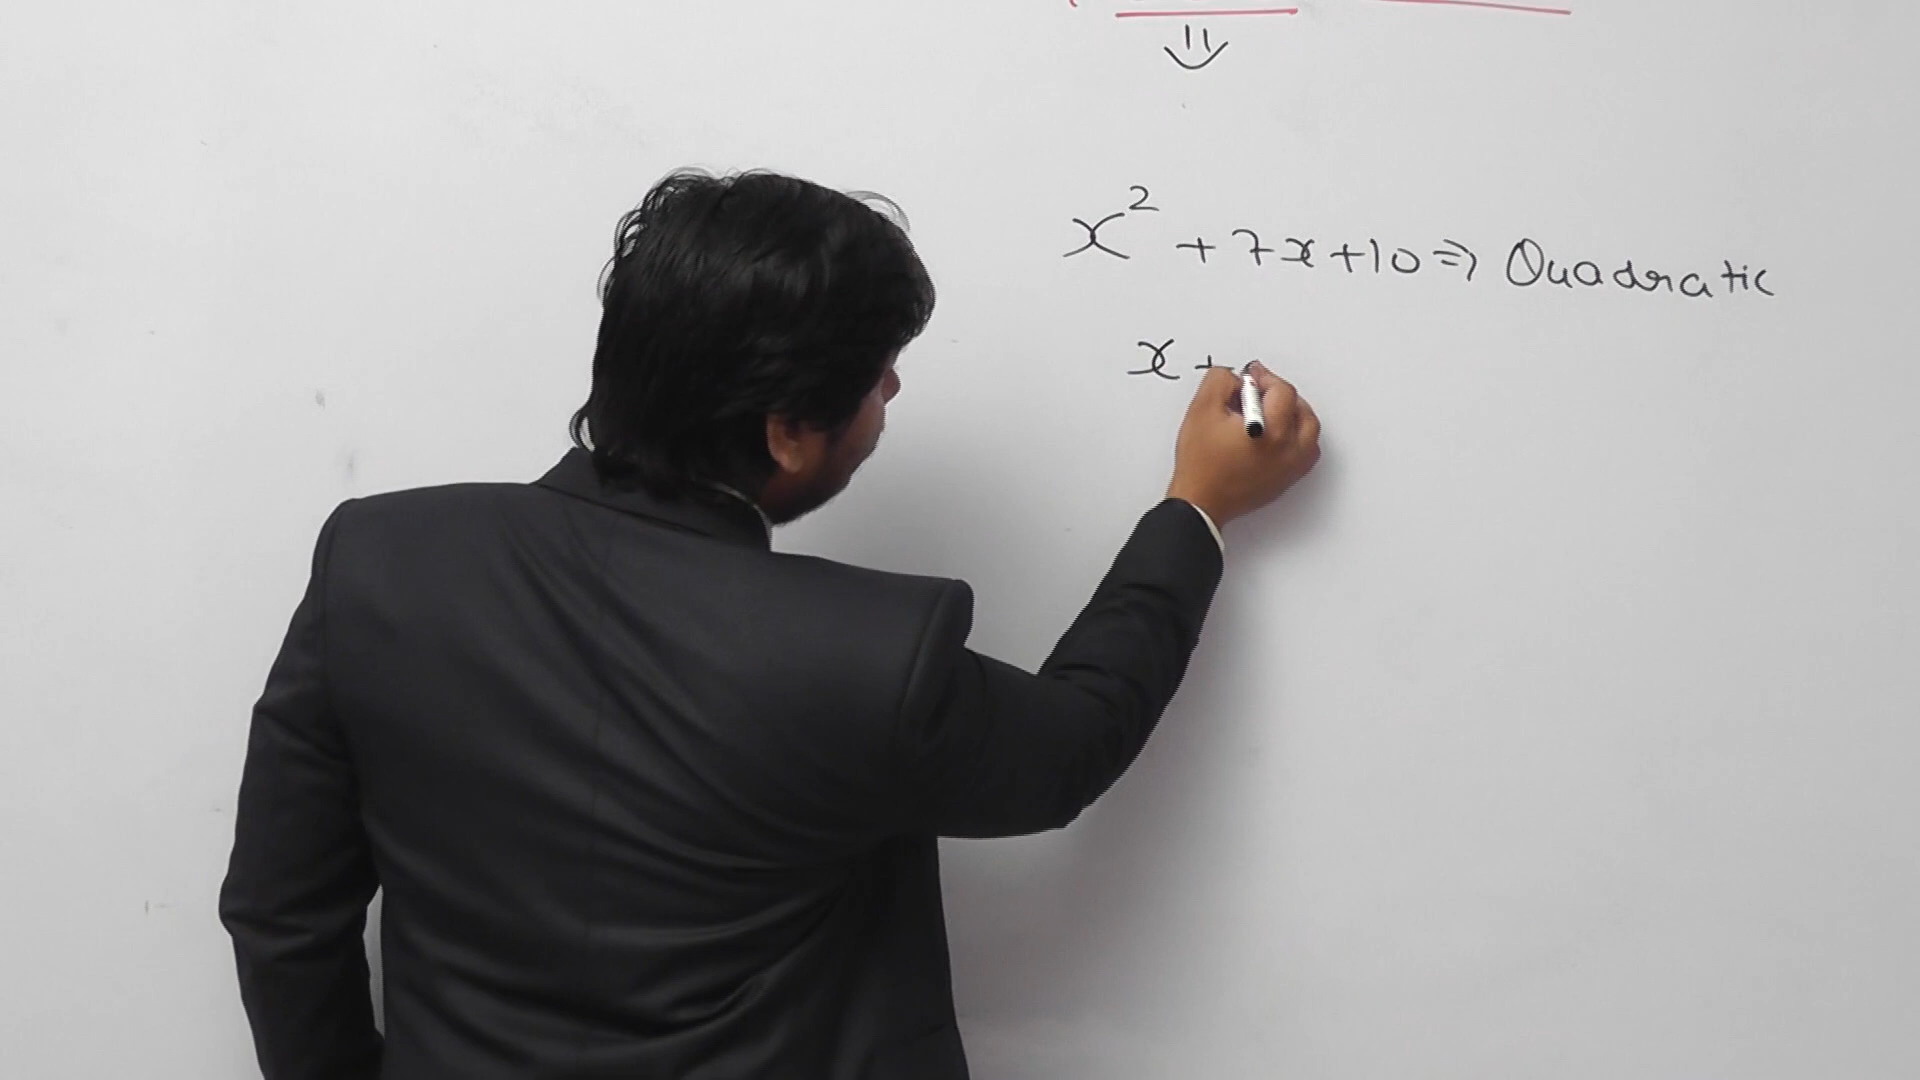 x² + 7x + 10 ⇒ Quadratic
x +